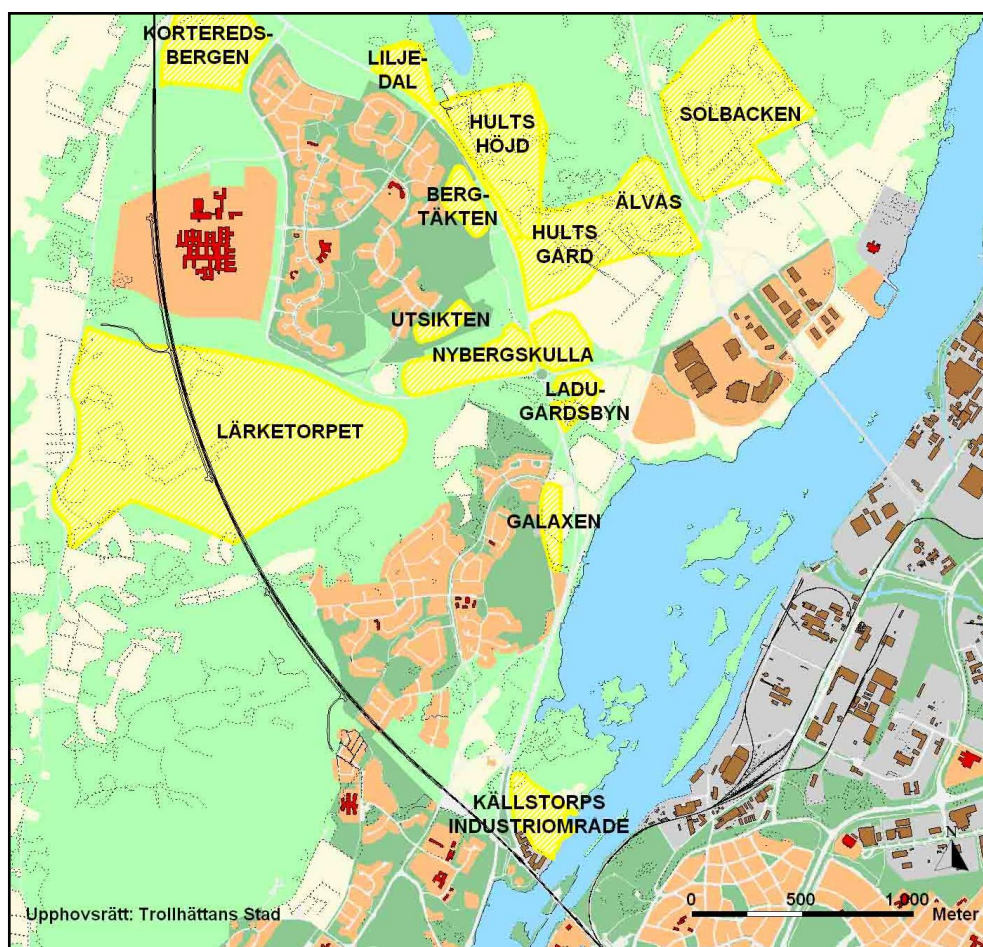 KORTEREDS-
BERGEN
LILJE-
DAL
SOLBACKEN
HULTS
HÖJD
BERG-
TÄKTEN
ÄLVÅS
HULTS
GÅRD
UTSIKTEN
NYBERGSKULLA
LADU-
GÅRDSBYN
LÄRKETORPET
GALAXEN
KÄLLSTORPS
INDUSTRIOMRÅDE
N
0 500 1 000
Meter
Upphovsrätt: Trollhättans Stad